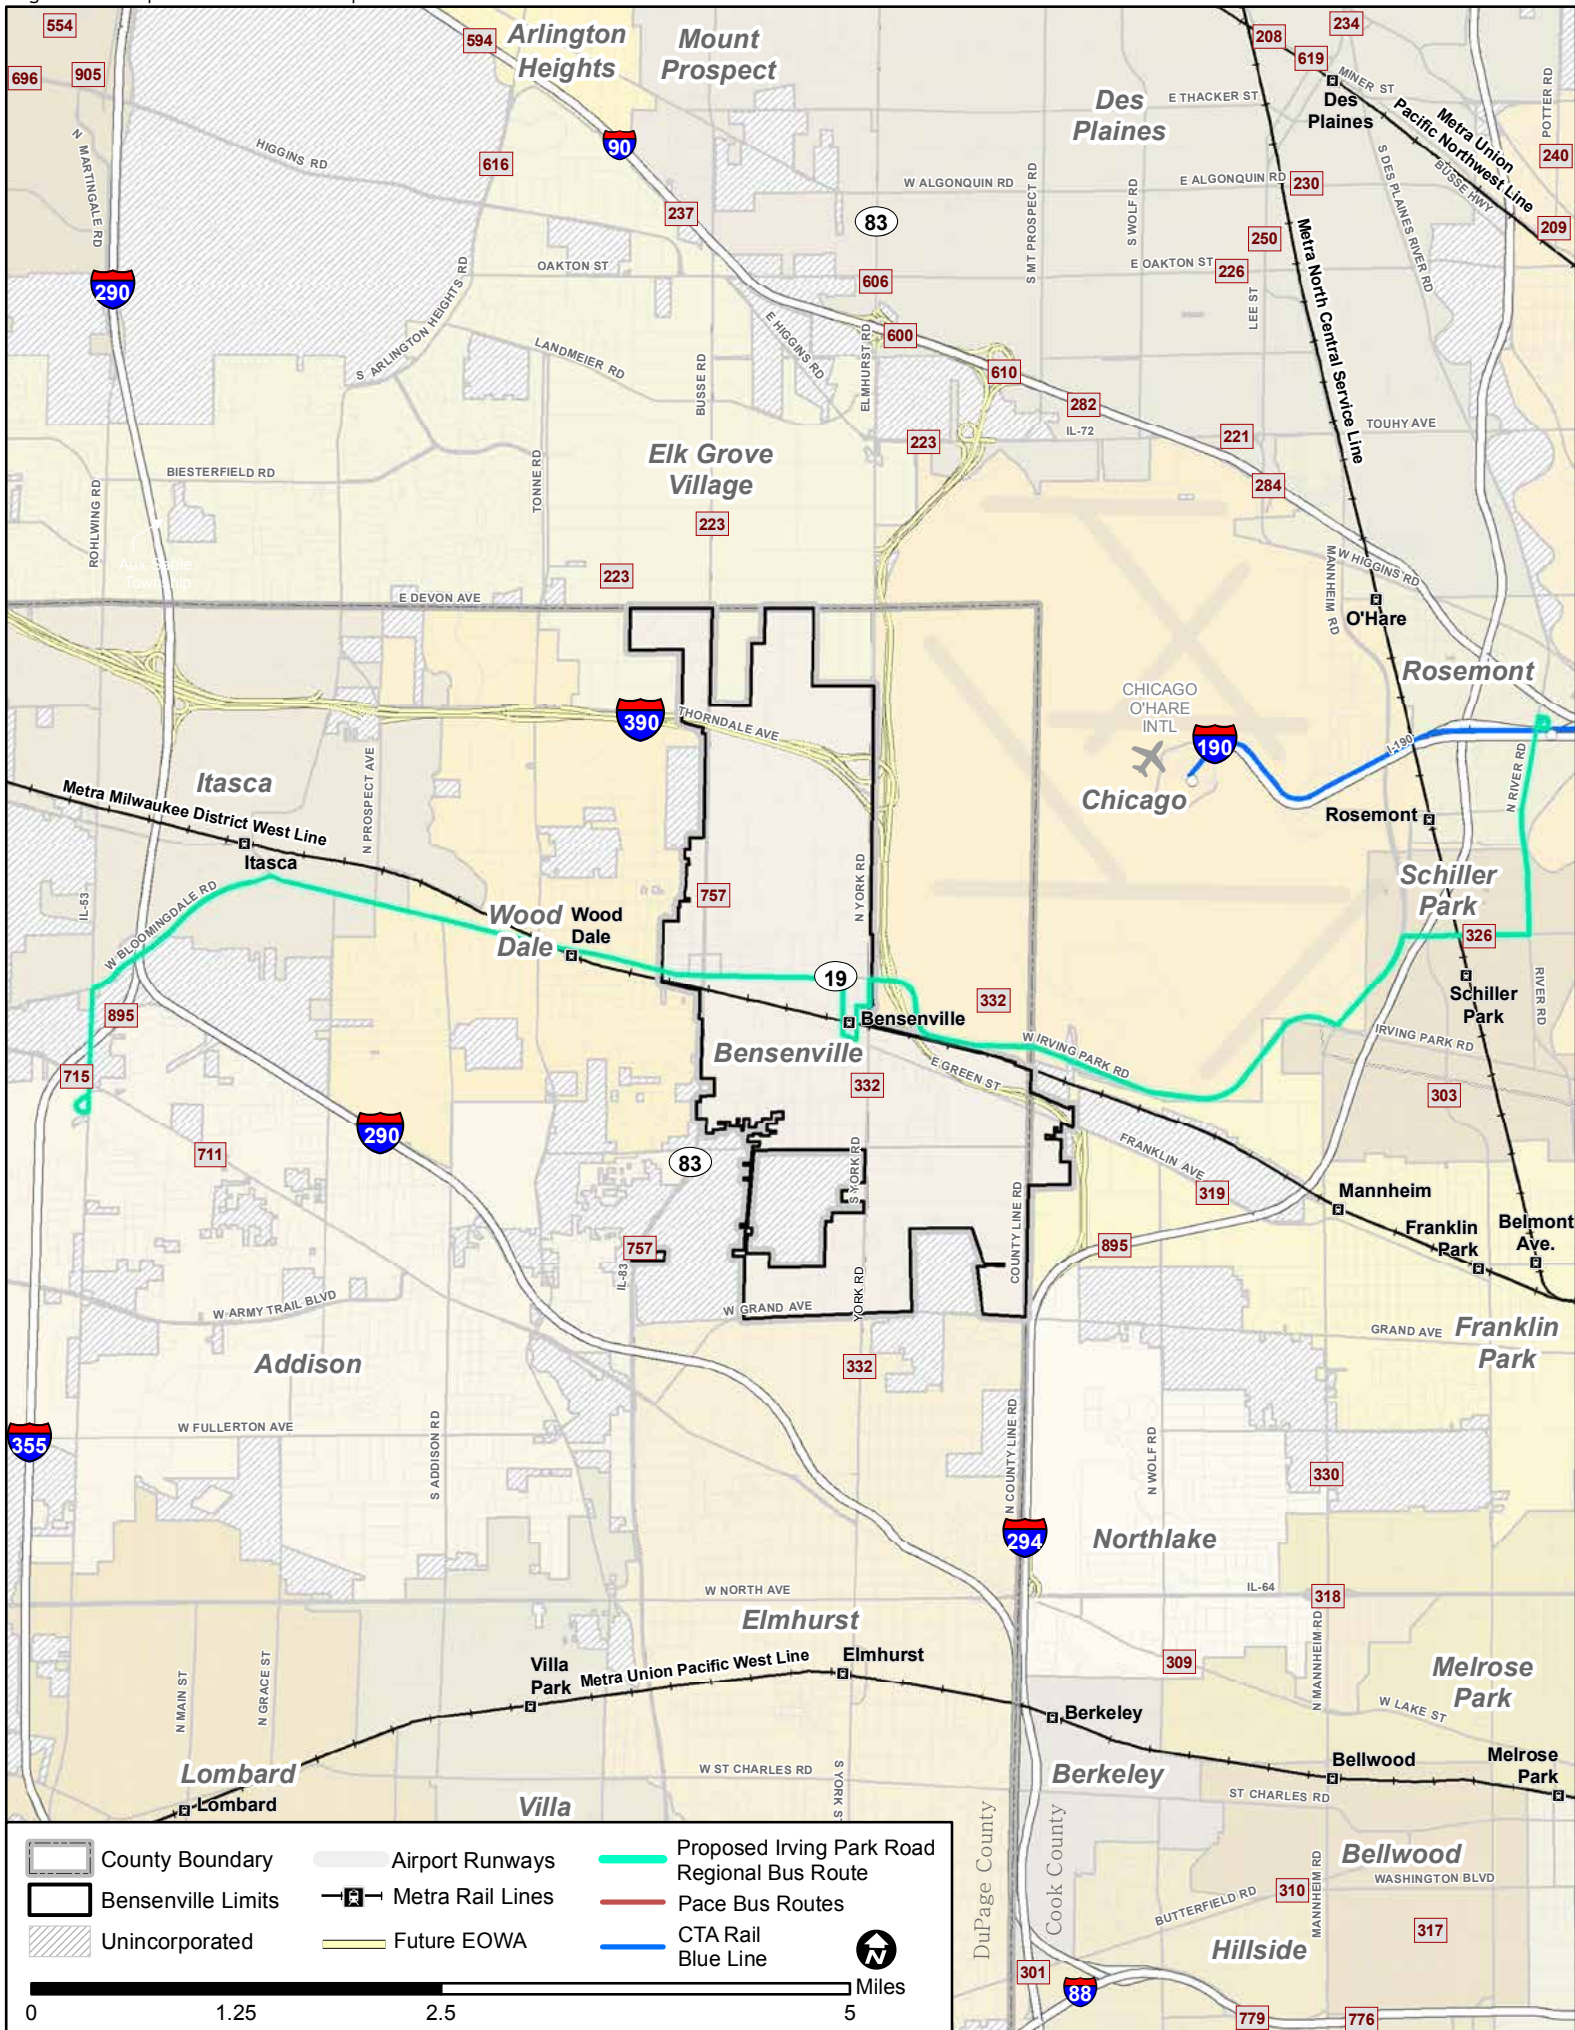 554
696
905
594
Arlington
Heights
Mount
Prospect
208
234
619
MINER ST
Des
Plaines
E THACKER ST
Des
Plaines
Metra Union
Pacific Northwest Line
BUSSE HWY
POTTER RD
240
209
N MARTINGALE RD
HIGGINS RD
616
90
237
W ALGONQUIN RD
E ALGONQUIN RD
230
83
S MT PROSPECT RD
S WOLF RD
S DES PLAINES RIVER RD
250
226
E OAKTON ST
OAKTON ST
606
LEE ST
Metra North Central Service Line
290
S ARLINGTON HEIGHTS RD
LANDMEIER RD
E HIGGINS RD
BUSSE RD
ELMHURST RD
600
610
282
IL-72
221
TOUHY AVE
284
223
Elk Grove
Village
BIESTERFIELD RD
TONNE RD
ROHLWING RD
223
Aux Sable
Township
223
E DEVON AVE
MANNHEIM RD
W HIGGINS RD
O'Hare
Rosemont
CHICAGO
O'HARE
INTL
190
I-190
Chicago
Rosemont
N RIVER RD
390
THORNDALE AVE
Itasca
N PROSPECT AVE
Metra Milwaukee District West Line
Itasca
IL-53
W BLOOMINGDALE RD
Wood
Dale
Wood
Dale
757
N YORK RD
Schiller
Park
326
19
332
Bensenville
Schiller
Park
RIVER RD
895
715
Bensenville
W IRVING PARK RD
IRVING PARK RD
E GREEN ST
332
303
290
711
83
S YORK RD
FRANKLIN AVE
319
Mannheim
COUNTY LINE RD
Franklin
Park
Belmont
Ave.
895
757
IL-83
YORK RD
W ARMY TRAIL BLVD
W GRAND AVE
GRAND AVE
Franklin
Park
Addison
332
W FULLERTON AVE
355
S ADDISON RD
N COUNTY LINE RD
N WOLF RD
330
294
Northlake
W NORTH AVE
IL-64
318
Elmhurst
N MANNHEIM RD
309
Villa
Park
Metra Union Pacific West Line
Elmhurst
Melrose
Park
W LAKE ST
N MAIN ST
N GRACE ST
Berkeley
Lombard
Lombard
W ST CHARLES RD
Villa
S YORK ST
Berkeley
Bellwood
Melrose
Park
ST CHARLES RD
DuPage County
Cook County
Bellwood
WASHINGTON BLVD
MANNHEIM RD
BUTTERFIELD RD
310
317
Hillside
301
88
779
776
County Boundary
Bensenville Limits
Unincorporated
Airport Runways
Metra Rail Lines
Future EOWA
Proposed Irving Park Road
Regional Bus Route
Pace Bus Routes
CTA Rail
Blue Line
N
Miles
0
1.25
2.5
5